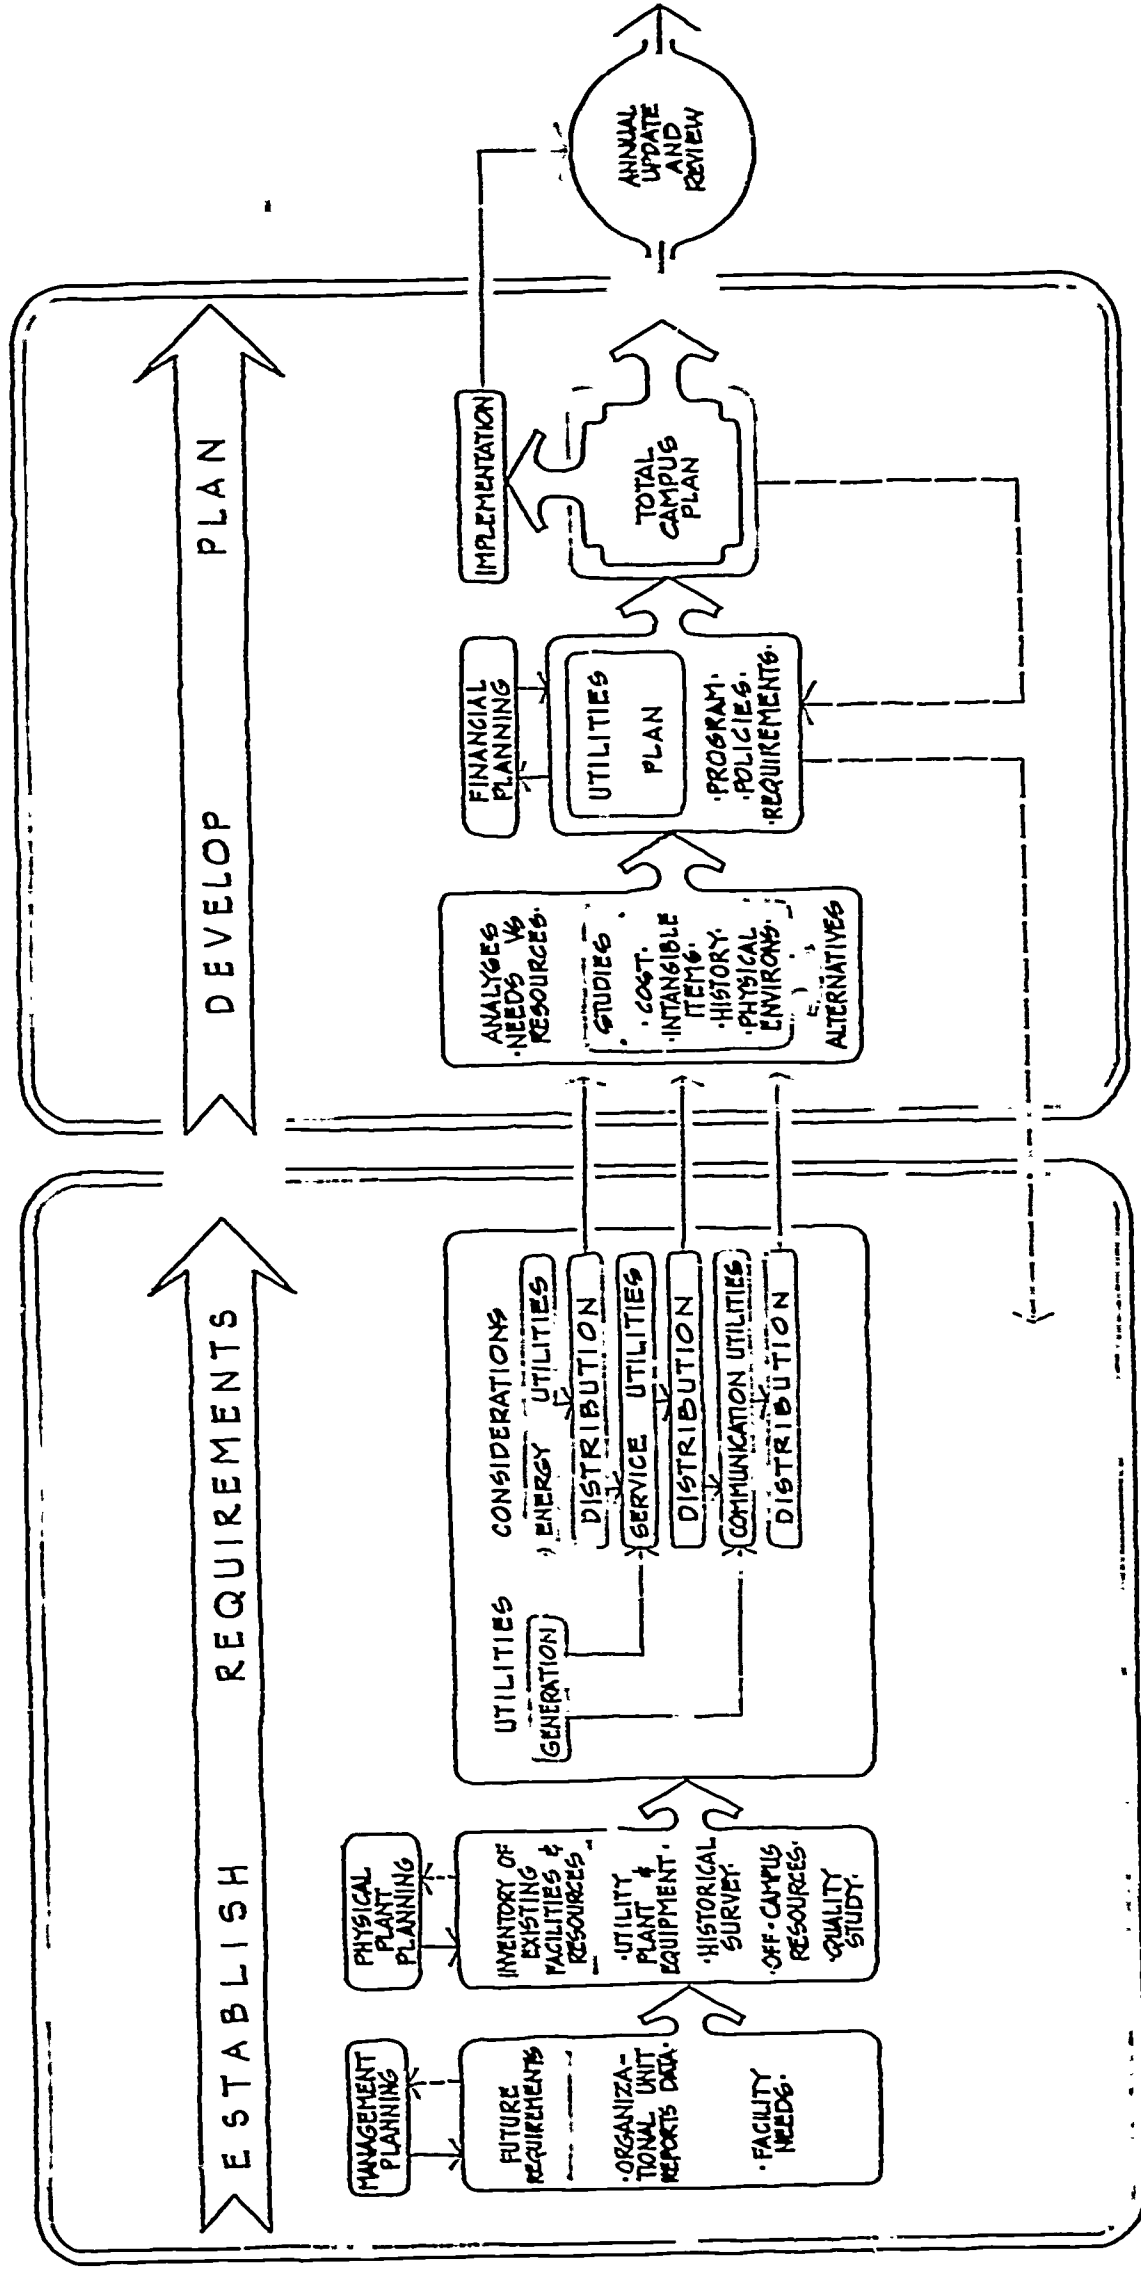 ESTABLISH REQUIREMENTS
DEVELOP PLAN
MANAGEMENT
PLANNING
FUTURE
REQUIREMENTS
·ORGANIZA-
TIONAL UNIT
REPORTS DATA.
·FACILITY
NEEDS.
PHYSICAL
PLANT
PLANNING
INVENTORY OF
EXISTING
FACILITIES &
RESOURCES
·UTILITY
PLANT &
EQUIPMENT.
·HISTORICAL
SURVEY.
·OFF-CAMPUS
RESOURCES.
·QUALITY
STUDY.
UTILITIES CONSIDERATIONS
GENERATION
ENERGY UTILITIES
DISTRIBUTION
SERVICE UTILITIES
DISTRIBUTION
COMMUNICATION UTILITIES
DISTRIBUTION
ANALYSES
·NEEDS VS
RESOURCES.
STUDIES
·COST.
·INTANGIBLE
ITEMS.
·HISTORY.
·PHYSICAL
ENVIRONS.
ALTERNATIVES
FINANCIAL
PLANNING
UTILITIES
PLAN
·PROGRAM.
·POLICIES.
·REQUIREMENTS.
IMPLEMENTATION
TOTAL
CAMPUS
PLAN
ANNUAL
UPDATE
AND
REVIEW